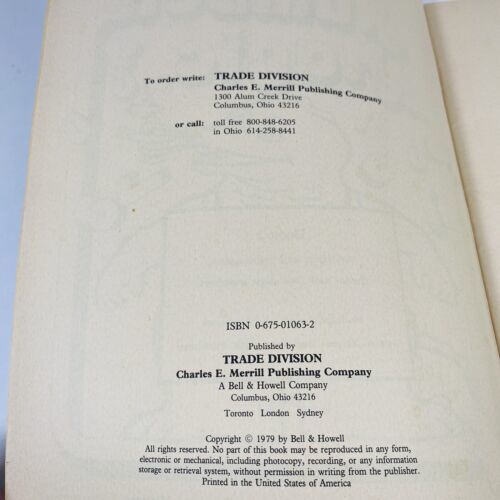 To order write: TRADE DIVISION
Charles E. Merrill Publishing Company
1300 Alum Creek Drive
Columbus, Ohio 43216
or call: toll free 800-848-6205
in Ohio 614-258-8441
ISBN 0-675-01063-2
Published by
TRADE DIVISION
Charles E. Merrill Publishing Company
A Bell & Howell Company
Columbus, Ohio 43216
Toronto London Sydney
Copyright © 1979 by Bell & Howell
All rights reserved. No part of this book may be reproduced in any form,
electronic or mechanical, including photocopy, recording, or any information
storage or retrieval system, without permission in writing from the publisher.
Printed in the United States of America